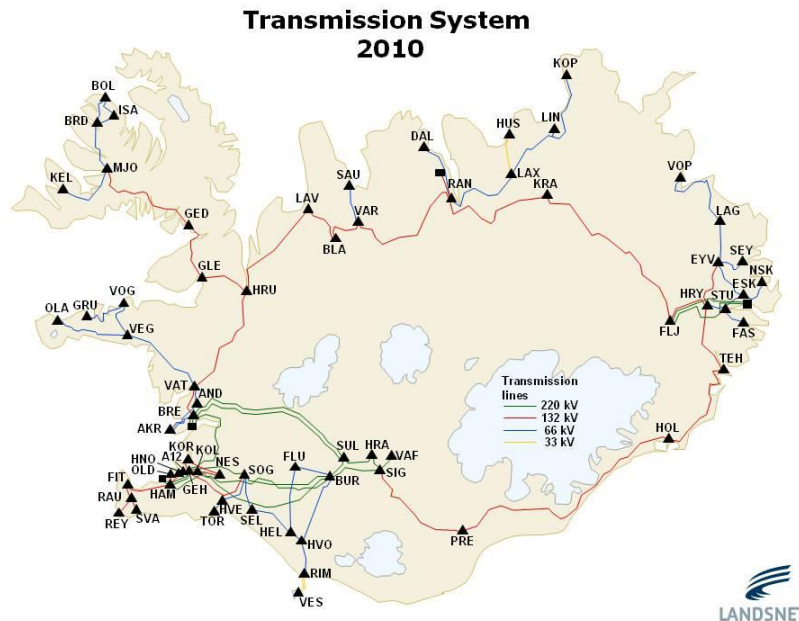 Transmission System
2010
KOP
BOL
ISA
BRD
HUS
LIN
DAL
MJO
KEL
SAU
LAX
VOP
RAN
KRA
LAV
VAR
GED
BLA
LAG
GLE
EYV
SEY
NSK
HRU
ESK
HRY
STU
VOG
GRU
OLA
VEG
FLJ
FAS
TEH
Transmission
lines
220 kV
132 kV
66 kV
33 kV
VAT
AND
BRE
AKR
HOL
KOR
KOL
A12
HNO
OLD
NES
SOG
FLU
SUL
HRA
VAF
SIG
BUR
FIT
HAM
GEH
RAU
REY
SVA
TOR
HVE
SEL
HEL
HVO
PRE
RIM
VES
LANDSNE